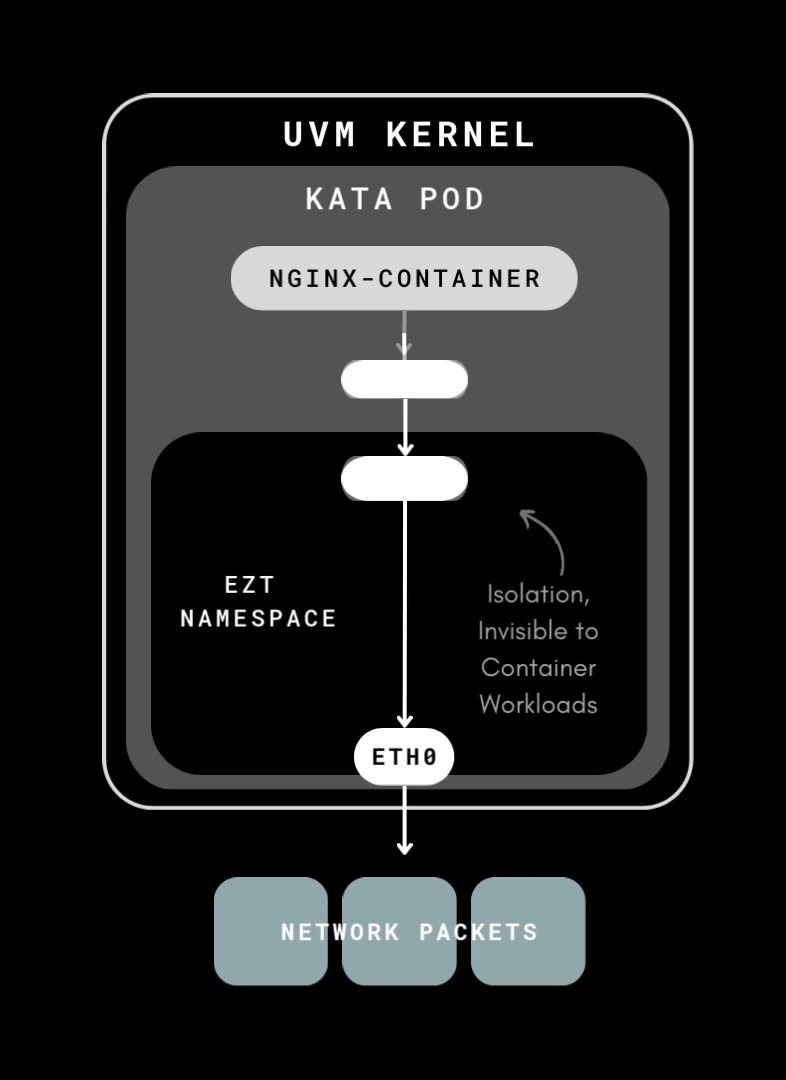 UVM KERNEL
KATA POD
NGINX-CONTAINER
EZT
NAMESPACE
Isolation,
Invisible to
Container
Workloads
ETH0
NETWORK PACKETS